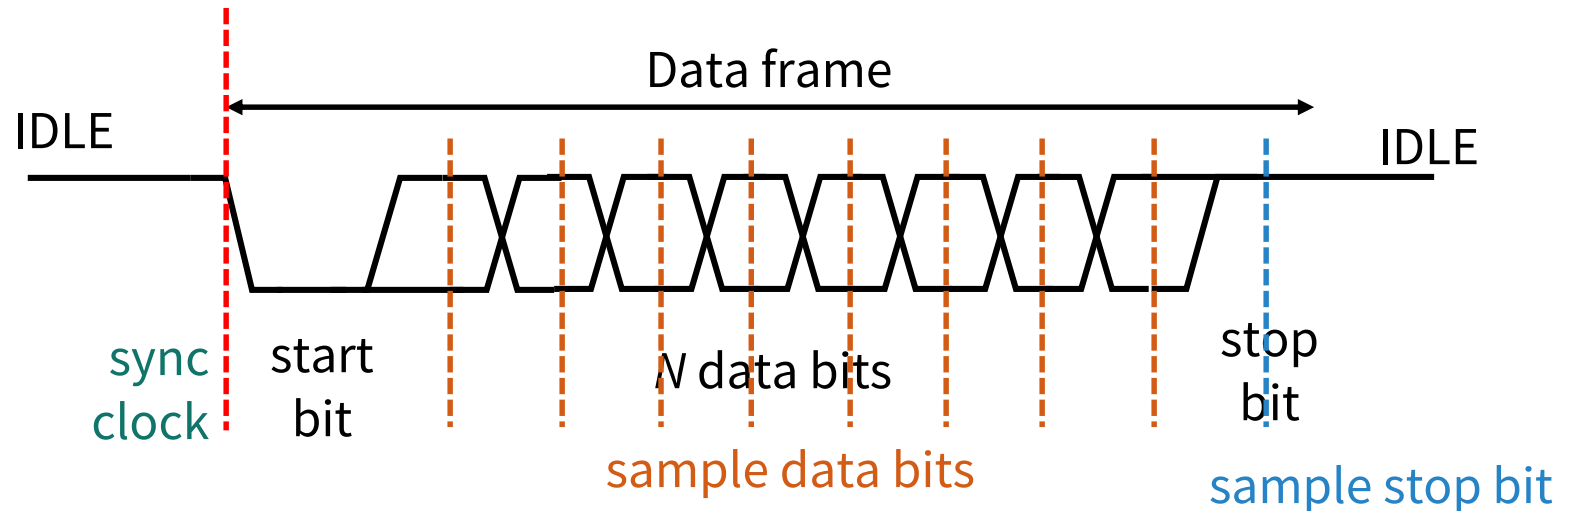 Data frame
IDLE
IDLE
sync
clock
start
bit
N data bits
stop
bit
sample data bits
sample stop bit